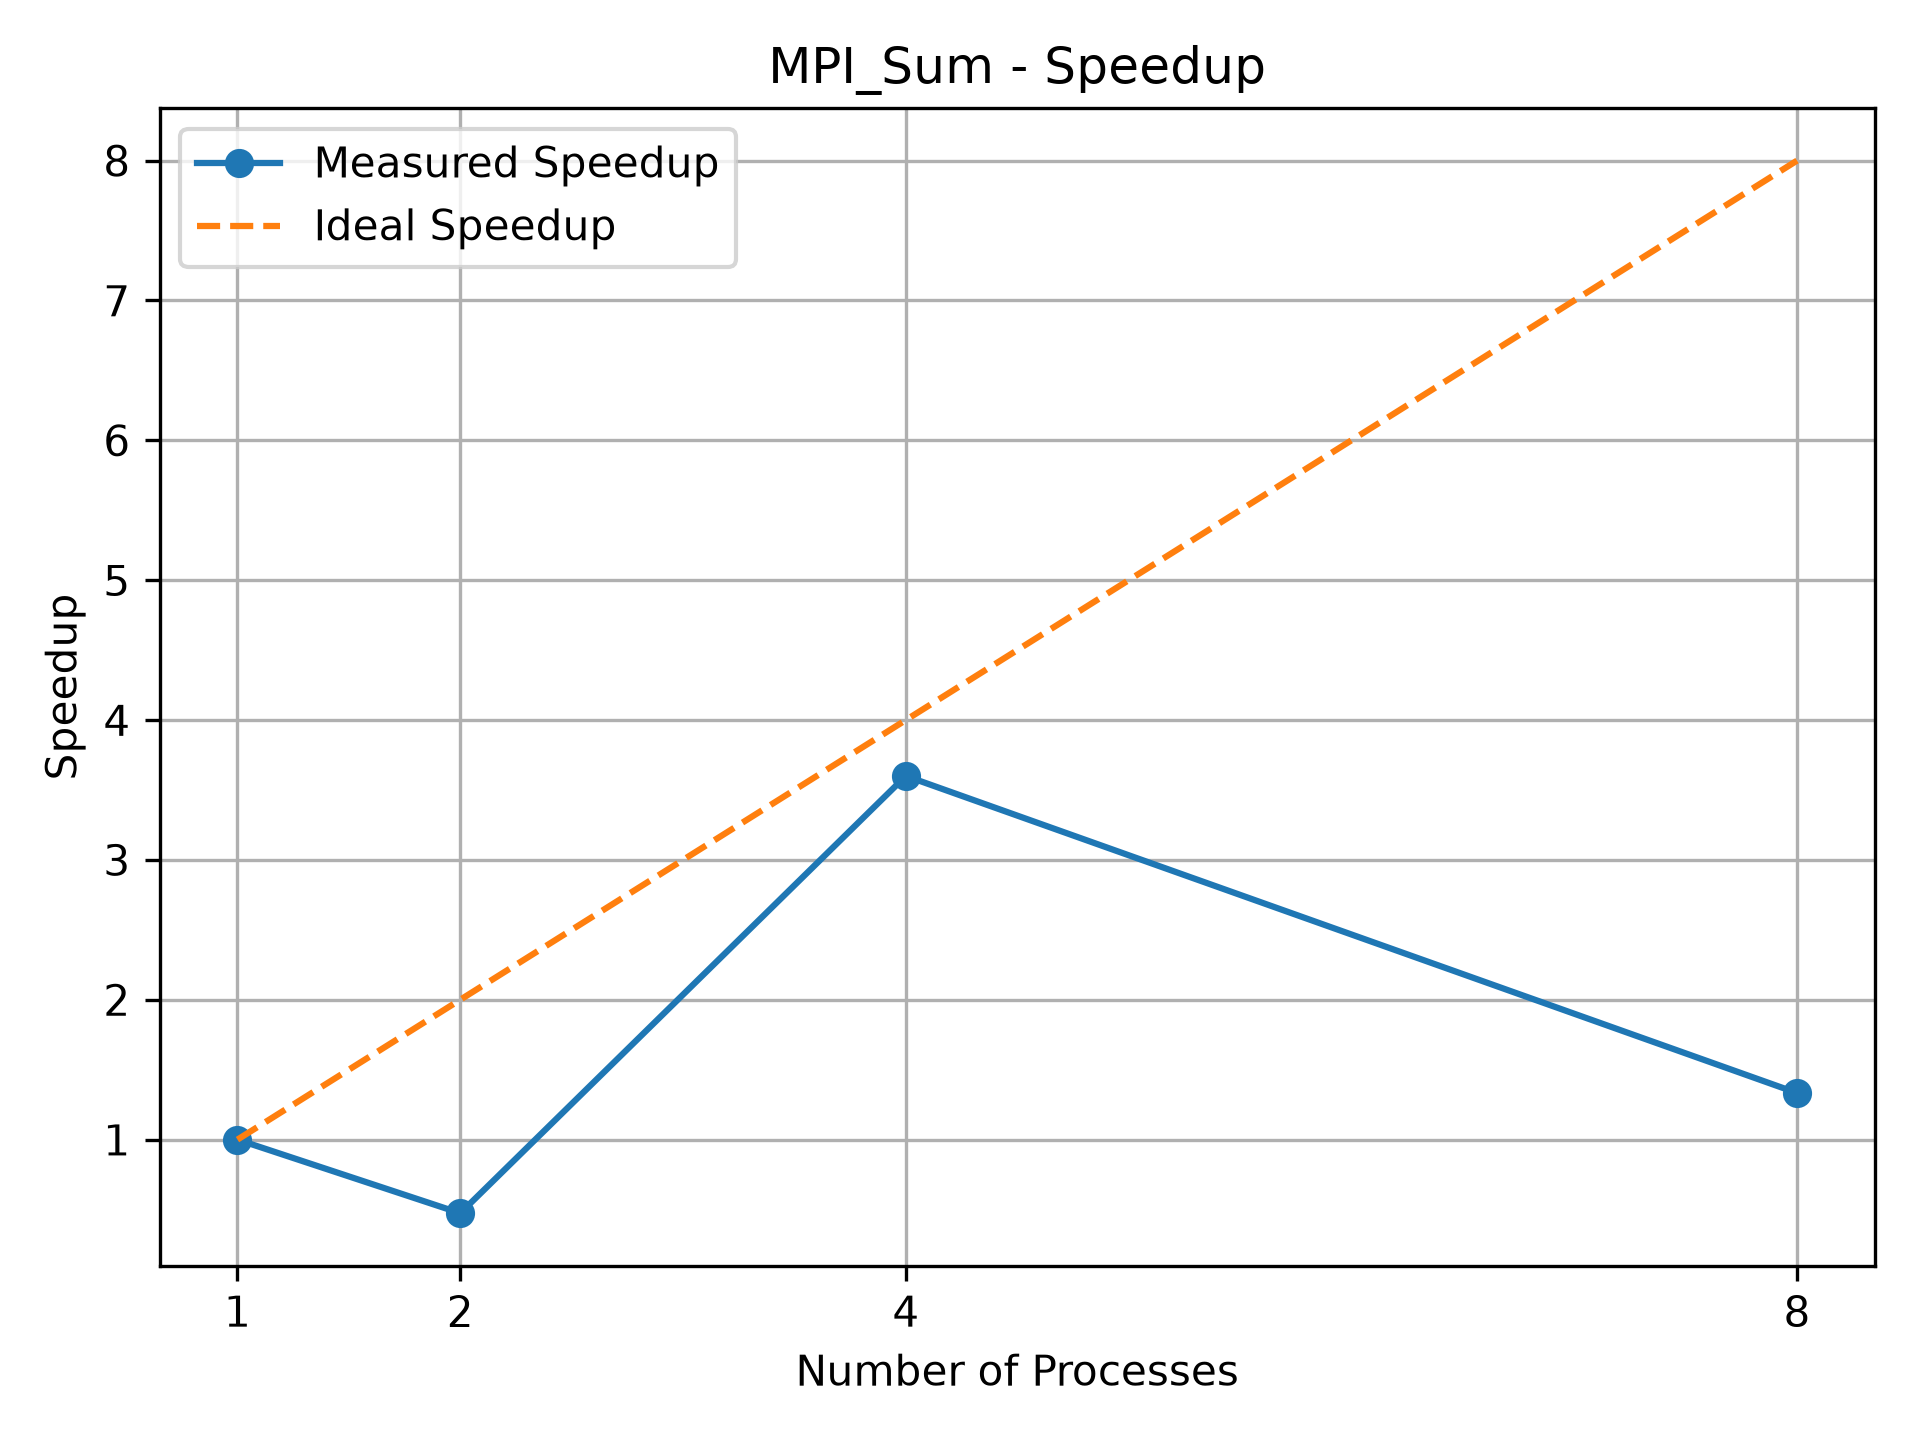 MPI_Sum - Speedup
Measured Speedup
Ideal Speedup
8
7
6
5
4
3
2
1
Speedup
1 2 4 8
Number of Processes